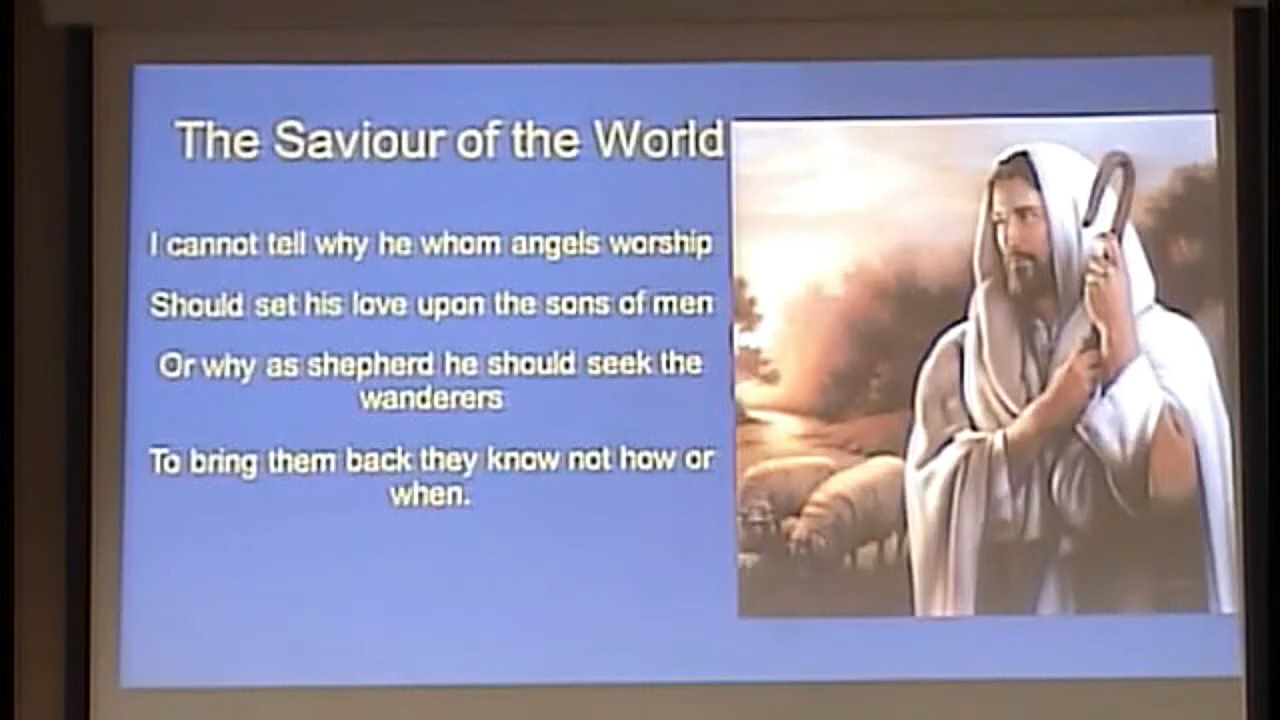 The Saviour of the World
I cannot tell why he whom angels worship
Should set his love upon the sons of men
Or why as shepherd he should seek the
wanderers
To bring them back they know not how or
when.